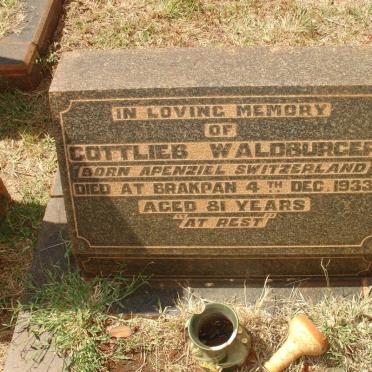 IN LOVING MEMORY
OF
GOTTLIEB WALDBURGER
(BORN APENZIEL SWITZERLAND)
DIED AT BRAKPAN 4TH DEC. 1933
AGED 81 YEARS
"AT REST"